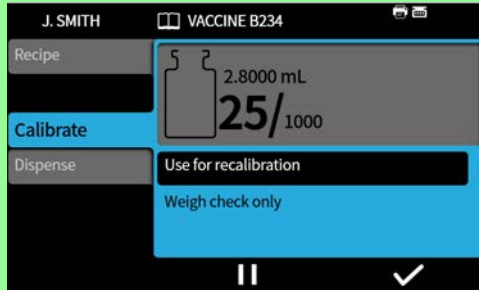 J. SMITH
VACCINE B234
Recipe
Calibrate
Dispense
2.8000 mL
25/1000
Use for recalibration
Weigh check only